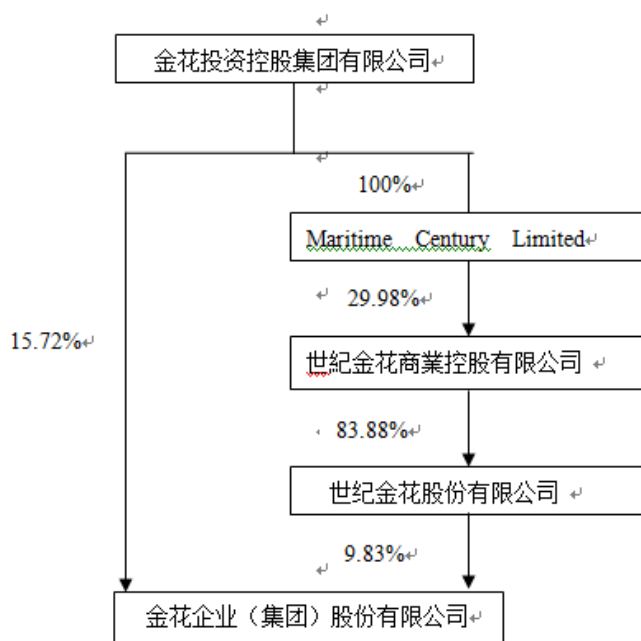 金花投资控股集团有限公司
100%
Maritime Century Limited
29.98%
15.72%
世紀金花商業控股有限公司
83.88%
世纪金花股份有限公司
9.83%
金花企业（集团）股份有限公司